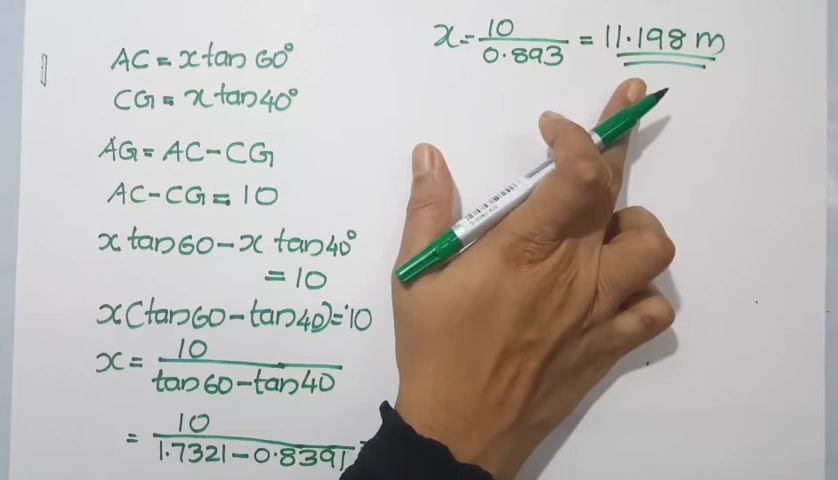 AC = x tan 60°
CG = x tan 40°
AG = AC - CG
AC - CG = 10
x tan 60 - x tan 40°
= 10
x(tan 60 - tan 40) = 10
x = 10 / tan 60 - tan 40
= 10 / 1.7321 - 0.8391 =
x = 10 / 0.893 = 11.198 m